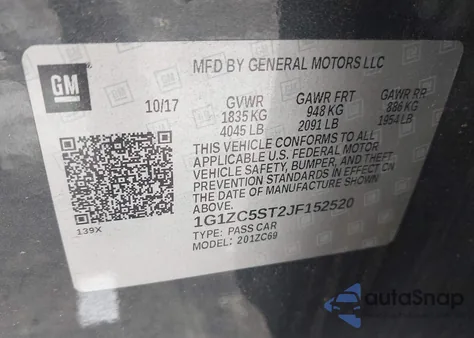 MFD BY GENERAL MOTORS LLC
GM
10/17 GVWR GAWR FRT GAWR RR
1835 KG 948 KG 886 KG
4045 LB 2091 LB 1954 LB
THIS VEHICLE CONFORMS TO ALL
APPLICABLE U.S. FEDERAL MOTOR
VEHICLE SAFETY, BUMPER, AND THEFT
PREVENTION STANDARDS IN EFFECT ON
THE DATE OF MANUFACTURE SHOWN ABOVE.
1G1ZC5ST2JF152520
139X
TYPE: PASS CAR
MODEL: 201ZC69
autoSnap